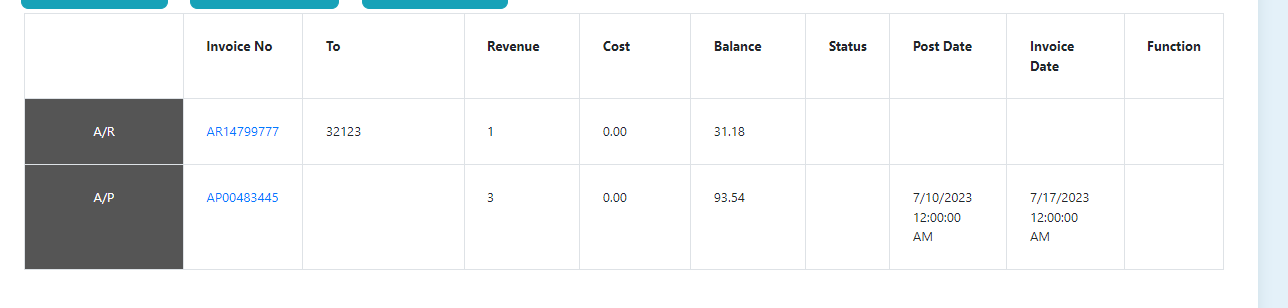 Invoice No To Revenue Cost Balance Status Post Date Invoice Function
Date
A/R AR14799777 32123 1 0.00 31.18
A/P AP00483445 3 0.00 93.54 7/10/2023 7/17/2023
12:00:00 12:00:00
AM AM